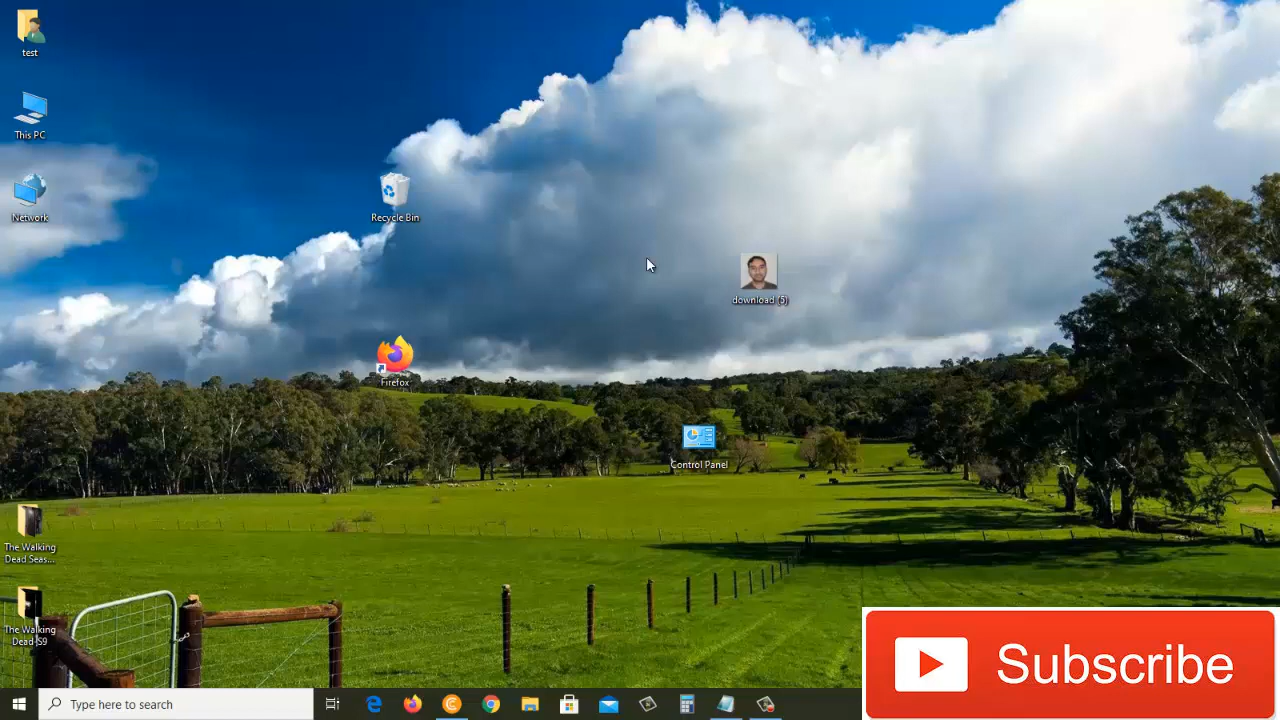 test
This PC
Network
Recycle Bin
download (5)
Firefox
Control Panel
The Walking
Dead Seas...
The Walking
Dead S9
Type here to search
Subscribe